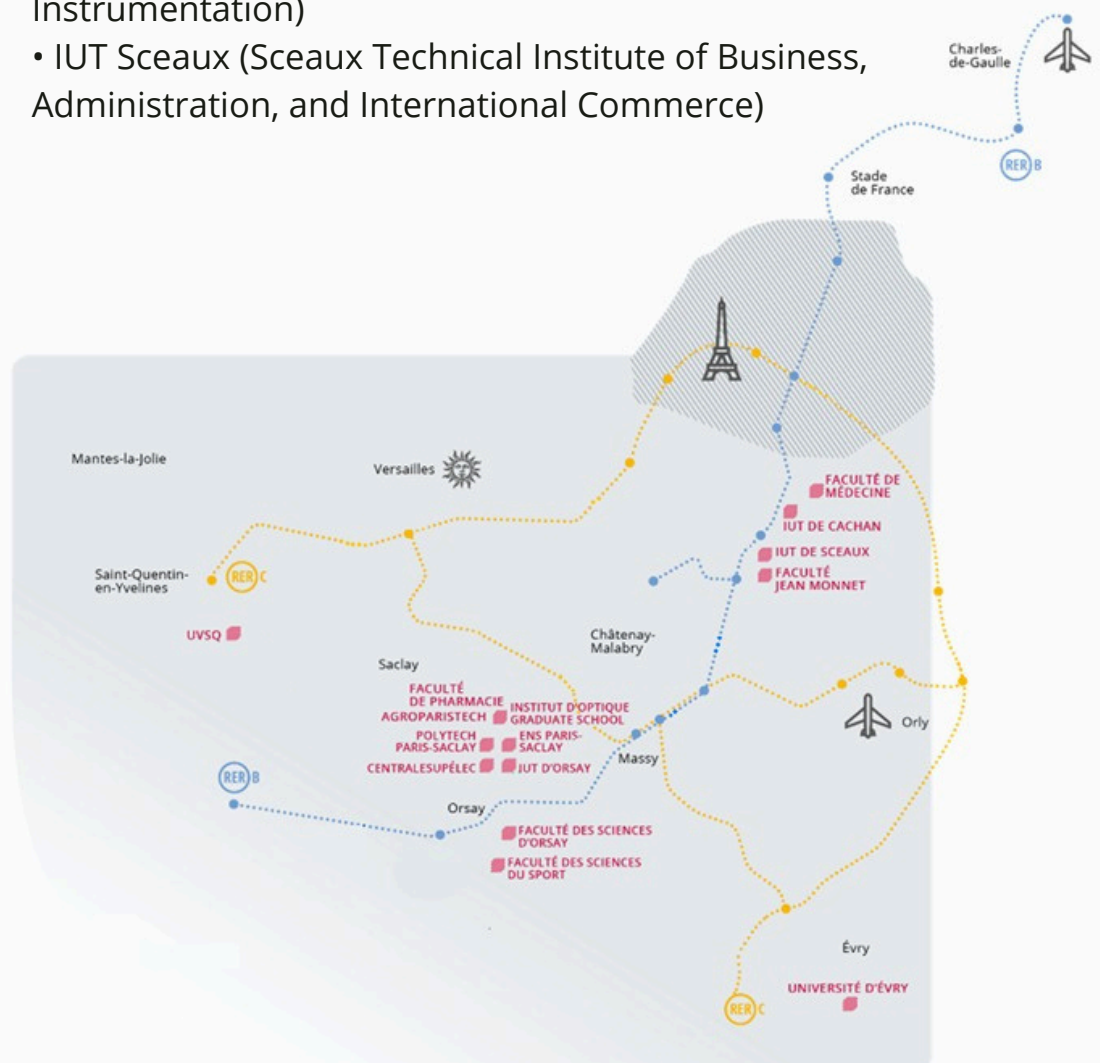 Instrumentation)
• IUT Sceaux (Sceaux Technical Institute of Business,
Administration, and International Commerce)
Charles-
de-Gaulle
RER B
Stade
de France
Mantes-la-Jolie
Versailles
FACULTÉ DE
MÉDECINE
IUT DE CACHAN
IUT DE SCEAUX
FACULTÉ
JEAN MONNET
Saint-Quentin-
en-Yvelines
RER C
UVSQ
Châtenay-
Malabry
Saclay
FACULTÉ
DE PHARMACIE
AGROPARISTECH
INSTITUT D'OPTIQUE
GRADUATE SCHOOL
POLYTECH
PARIS-SACLAY
ENS PARIS-
SACLAY
CENTRALESUPÉLEC
IUT D'ORSAY
Massy
Orly
RER B
Orsay
FACULTÉ DES SCIENCES
D'ORSAY
FACULTÉ DES SCIENCES
DU SPORT
Évry
UNIVERSITÉ D'ÉVRY
RER C